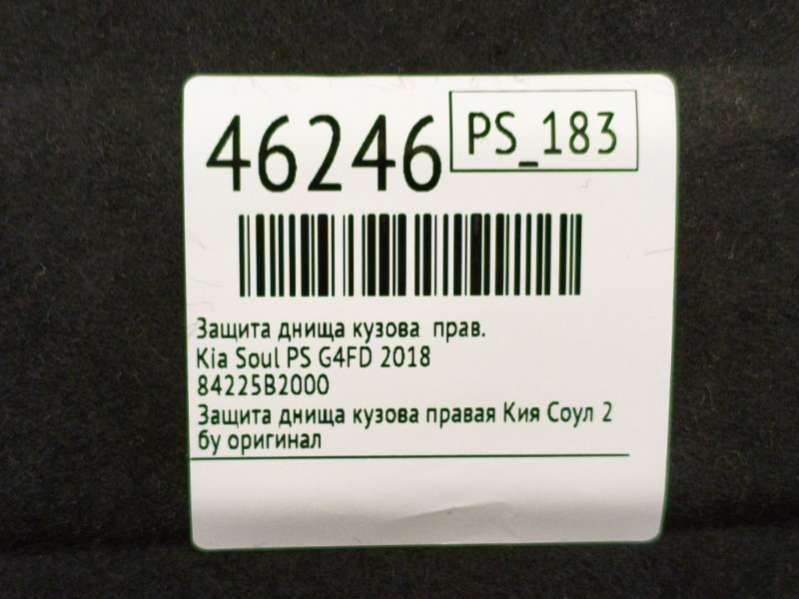 46246
PS_183
Защита днища кузова прав.
Kia Soul PS G4FD 2018
84225B2000
Защита днища кузова правая Кия Соул 2
бу оригинал